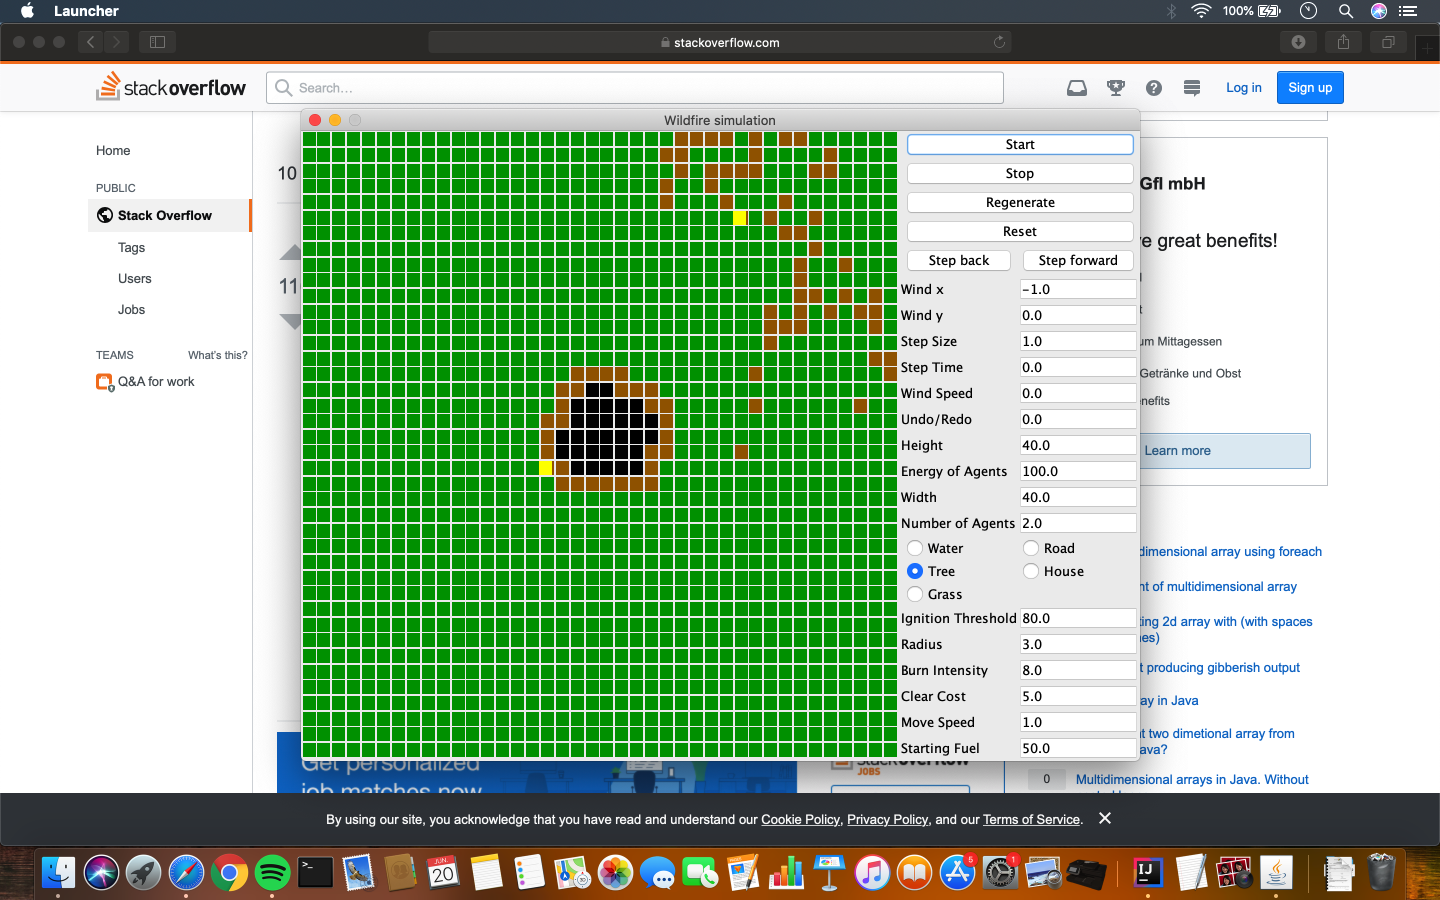 Launcher
100%
stackoverflow.com
stackoverflow
Search...
Log in
Sign up
Wildfire simulation
Home
PUBLIC
Stack Overflow
Tags
Users
Jobs
TEAMS
What's this?
Q&A for work
10
11
Start
Stop
Regenerate
Reset
Step back
Step forward
Wind x
-1.0
Wind y
0.0
Step Size
1.0
Step Time
0.0
Wind Speed
0.0
Undo/Redo
0.0
Height
40.0
Energy of Agents
100.0
Width
40.0
Number of Agents
2.0
Water
Road
Tree
House
Grass
Ignition Threshold
80.0
Radius
3.0
Burn Intensity
8.0
Clear Cost
5.0
Move Speed
1.0
Starting Fuel
50.0
GfI mbH
e great benefits!
um Mittagessen
Getränke und Obst
nefits
Learn more
dimensional array using foreach
nt of multidimensional array
ting 2d array with (with spaces
es)
t producing gibberish output
ay in Java
t two dimetional array from
ava?
0
Multidimensional arrays in Java. Without
Get personalized
job matches now
stackoverflow
JOBS
By using our site, you acknowledge that you have read and understand our Cookie Policy, Privacy Policy, and our Terms of Service.
JUN
20
5
1
IJ